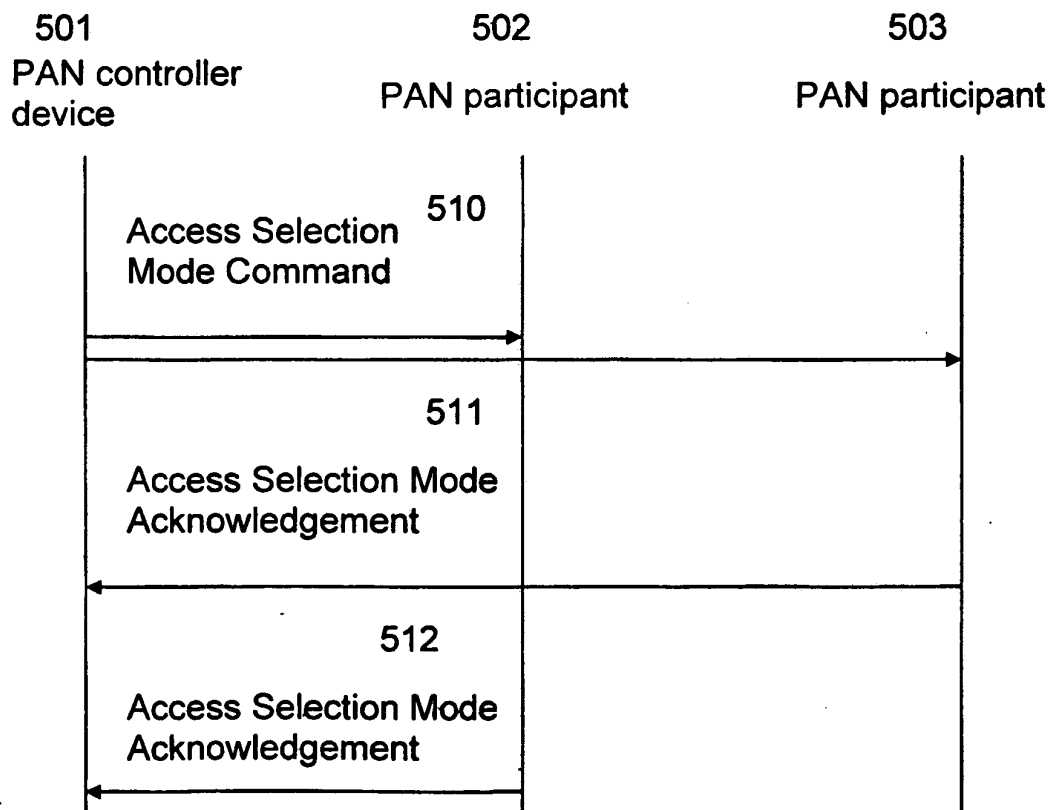 501
502
503
PAN controller
device
PAN participant
PAN participant
510
Access Selection
Mode Command
511
Access Selection Mode
Acknowledgement
512
Access Selection Mode
Acknowledgement